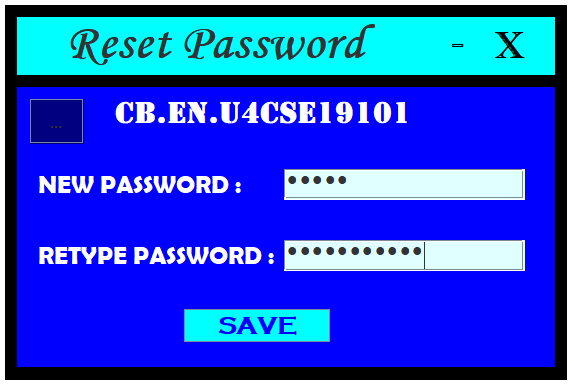 Reset Password - X
... CB.EN.U4CSE19101
NEW PASSWORD : •••••
RETYPE PASSWORD : •••••••••••
SAVE